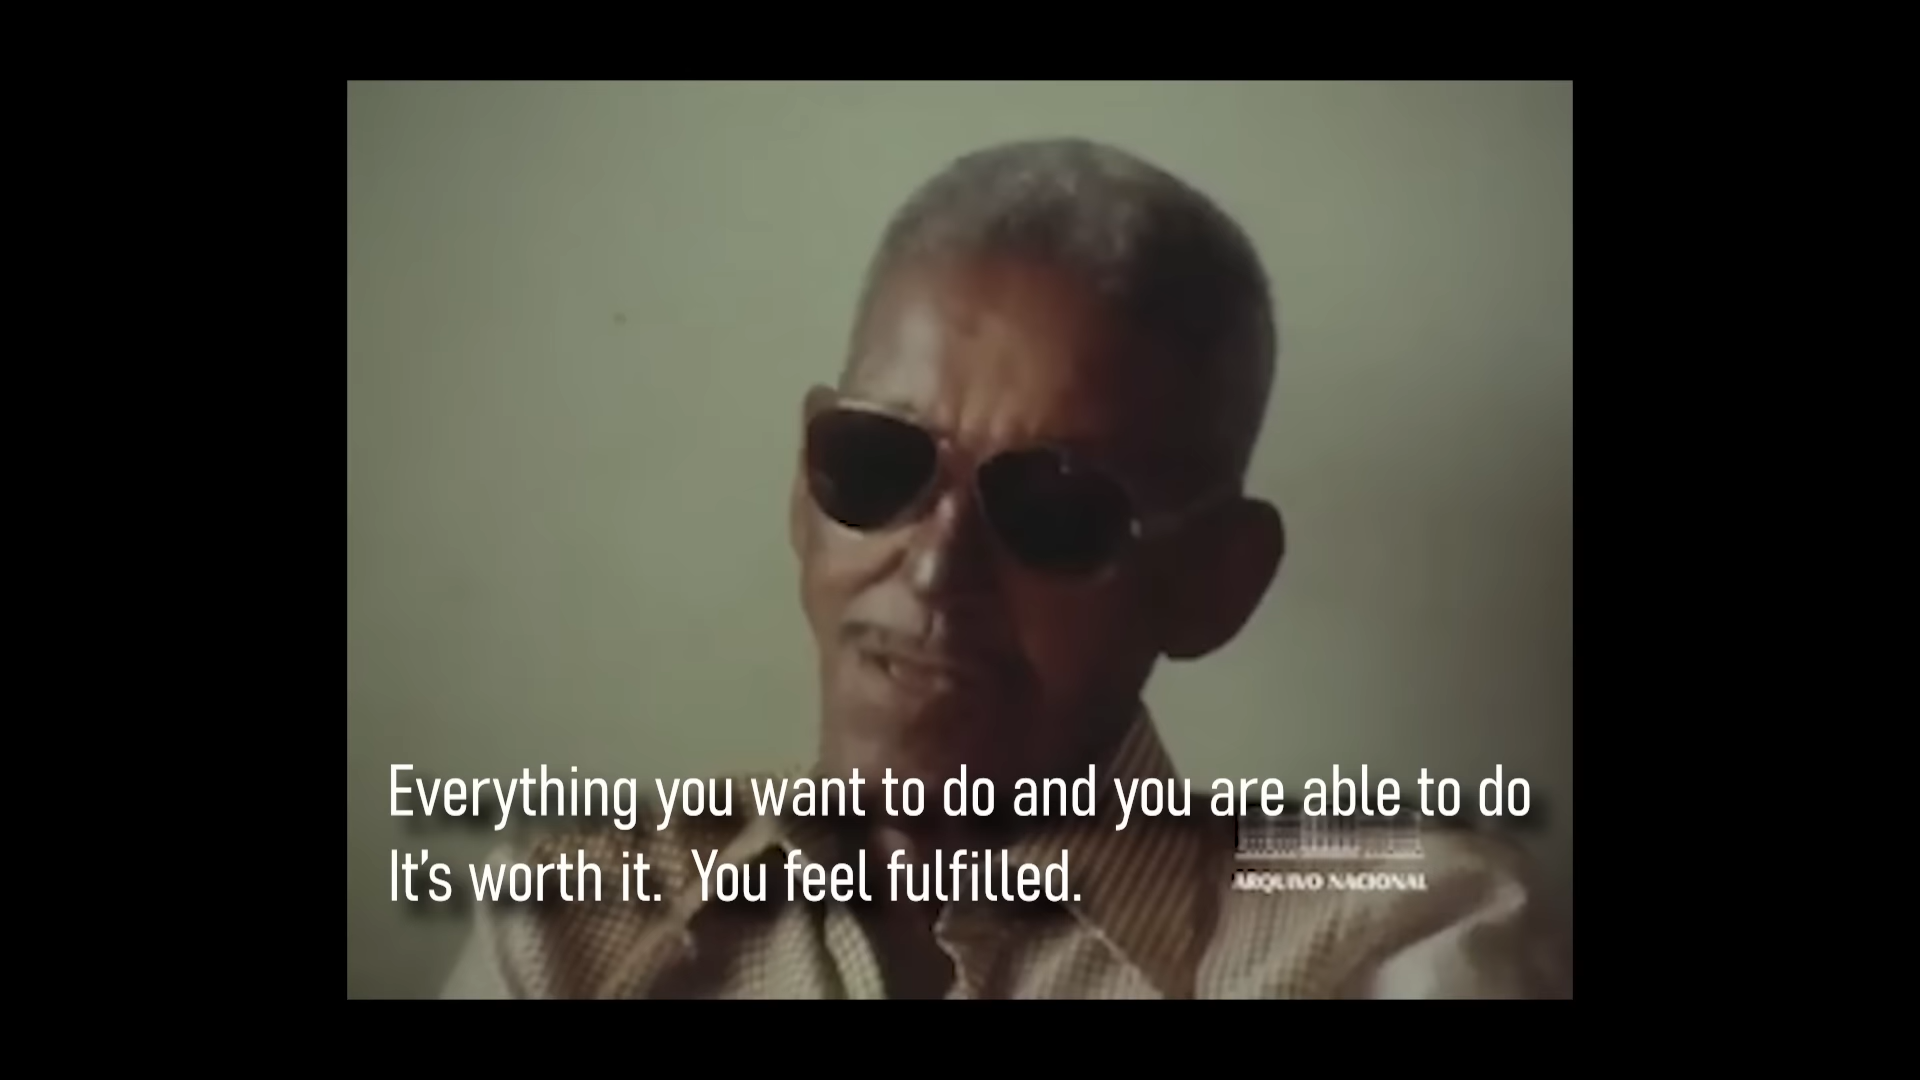 Everything you want to do and you are able to do
It's worth it.  You feel fulfilled.
ARQUIVO NACIONAL